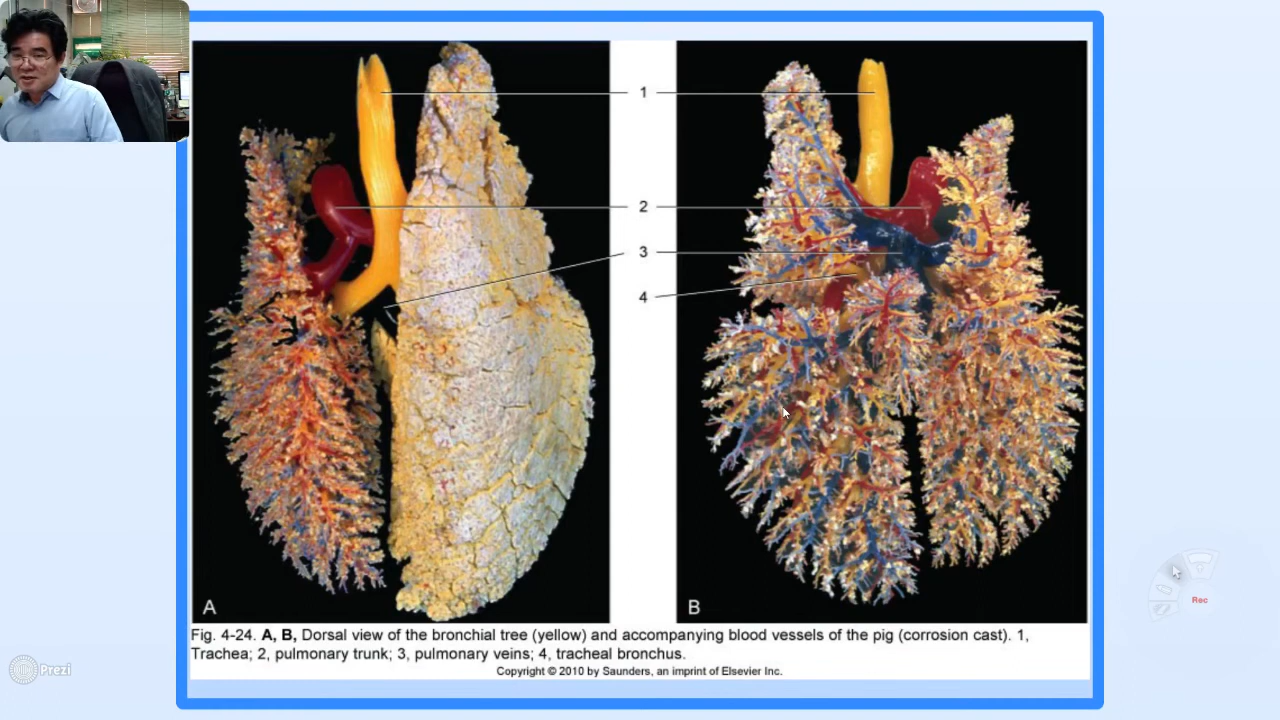 1
2
3
4
A
B
Fig. 4-24. A, B, Dorsal view of the bronchial tree (yellow) and accompanying blood vessels of the pig (corrosion cast). 1,
Trachea; 2, pulmonary trunk; 3, pulmonary veins; 4, tracheal bronchus.
Copyright © 2010 by Saunders, an imprint of Elsevier Inc.
Rec
Prezi